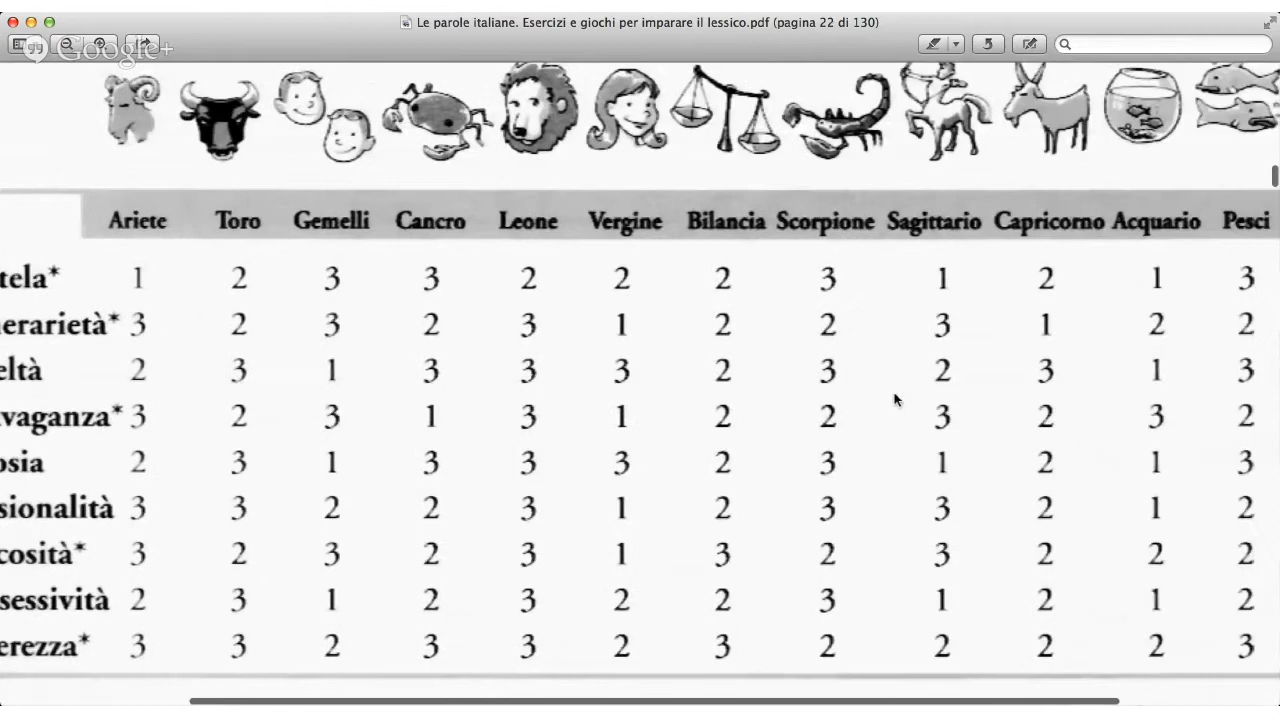 Le parole italiane. Esercizi e giochi per imparare il lessico.pdf (pagina 22 di 130)
Google+
Ariete Toro Gemelli Cancro Leone Vergine Bilancia Scorpione Sagittario Capricorno Acquario Pesci
tela* 1 2 3 3 2 2 2 3 1 2 1 3
erarietà* 3 2 3 2 3 1 2 2 3 1 2 2
eltà 2 3 1 3 3 3 2 3 2 3 1 3
vaganza* 3 2 3 1 3 1 2 2 3 2 3 2
osia 2 3 1 3 3 3 2 3 1 2 1 3
sionalità 3 3 2 2 3 1 2 3 3 2 1 2
cosità* 3 2 3 2 3 1 3 2 3 2 2 2
sessività 2 3 1 2 3 2 2 3 1 2 1 2
erezza* 3 3 2 3 3 2 3 2 2 2 2 3